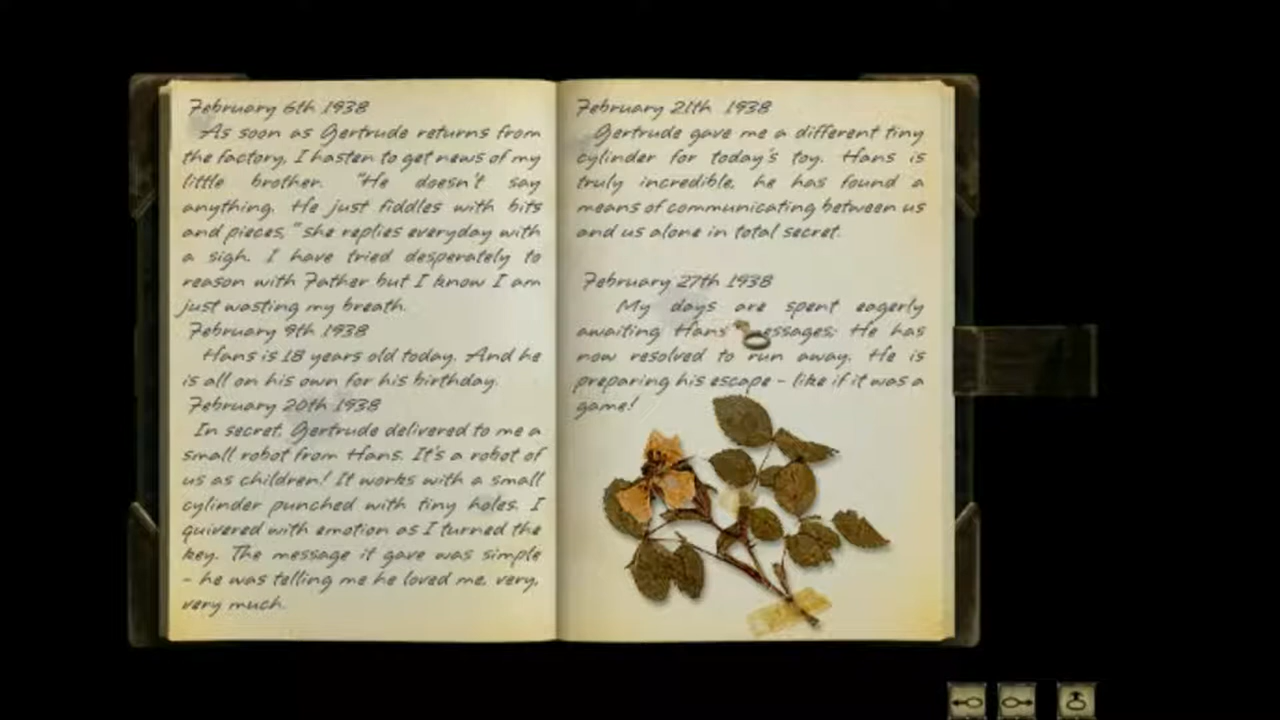 February 6th 1938
As soon as Gertrude returns from
the factory, I hasten to get news of my
little brother. "He doesn't say
anything. He just fiddles with bits
and pieces," she replies everyday with
a sigh. I have tried desperately to
reason with Father but I know I am
just wasting my breath.
February 9th 1938
Hans is 18 years old today. And he
is all on his own for his birthday.
February 20th 1938
In secret, Gertrude delivered to me a
small robot from Hans. It's a robot of
us as children! It works with a small
cylinder punched with tiny holes. I
quivered with emotion as I turned the
key. The message it gave was simple
- he was telling me he loved me, very,
very much.
February 21th 1938
Gertrude gave me a different tiny
cylinder for today's toy. Hans is
truly incredible, he has found a
means of communicating between us
and us alone in total secret.
February 27th 1938
My days are spent eagerly
awaiting Hans' He has
now resolved to run away. He is
preparing his escape - like if it was a
game!